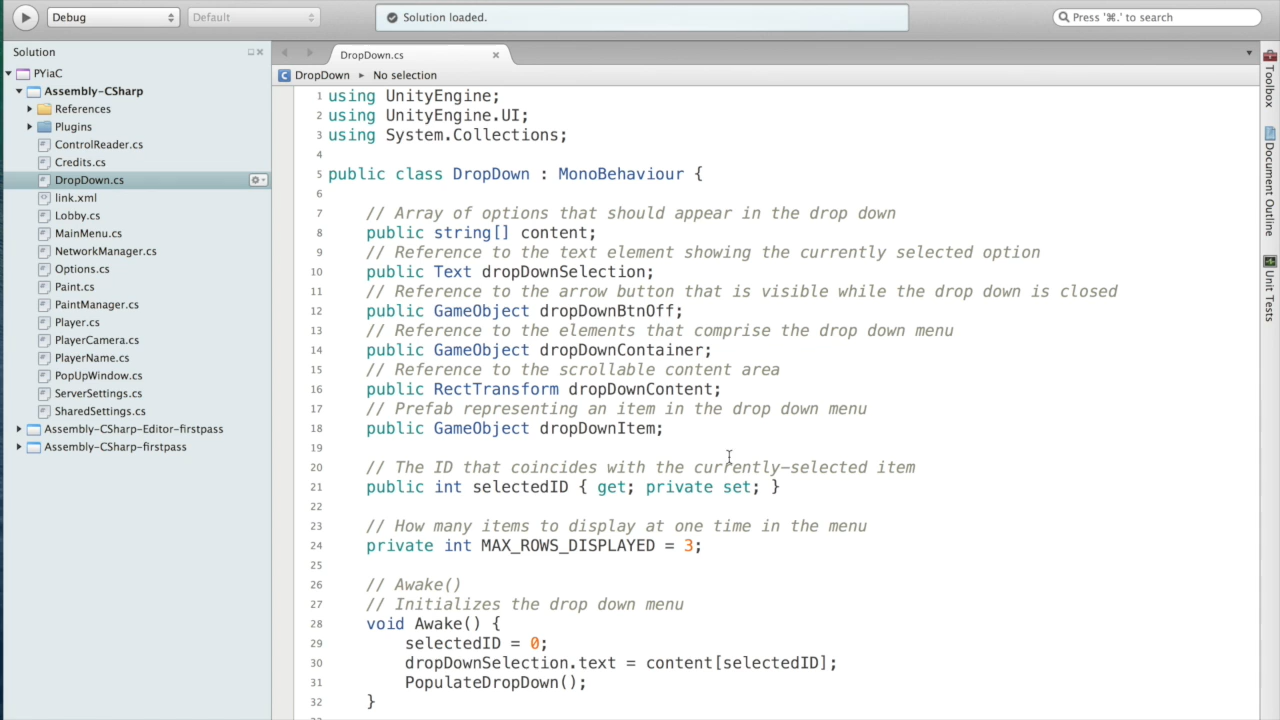 Debug
Default
Solution loaded.
Press '⌘.' to search
Solution
PYiaC
Assembly-CSharp
References
Plugins
ControlReader.cs
Credits.cs
DropDown.cs
link.xml
Lobby.cs
MainMenu.cs
NetworkManager.cs
Options.cs
Paint.cs
PaintManager.cs
Player.cs
PlayerCamera.cs
PlayerName.cs
PopUpWindow.cs
ServerSettings.cs
SharedSettings.cs
Assembly-CSharp-Editor-firstpass
Assembly-CSharp-firstpass
DropDown.cs
C DropDown ▸ No selection
1 using UnityEngine;
2 using UnityEngine.UI;
3 using System.Collections;
4
5 public class DropDown : MonoBehaviour {
6
7 // Array of options that should appear in the drop down
8 public string[] content;
9 // Reference to the text element showing the currently selected option
10 public Text dropDownSelection;
11 // Reference to the arrow button that is visible while the drop down is closed
12 public GameObject dropDownBtnOff;
13 // Reference to the elements that comprise the drop down menu
14 public GameObject dropDownContainer;
15 // Reference to the scrollable content area
16 public RectTransform dropDownContent;
17 // Prefab representing an item in the drop down menu
18 public GameObject dropDownItem;
19
20 // The ID that coincides with the currently-selected item
21 public int selectedID { get; private set; }
22
23 // How many items to display at one time in the menu
24 private int MAX_ROWS_DISPLAYED = 3;
25
26 // Awake()
27 // Initializes the drop down menu
28 void Awake() {
29 selectedID = 0;
30 dropDownSelection.text = content[selectedID];
31 PopulateDropDown();
32 }
Toolbox
Document Outline
Unit Tests